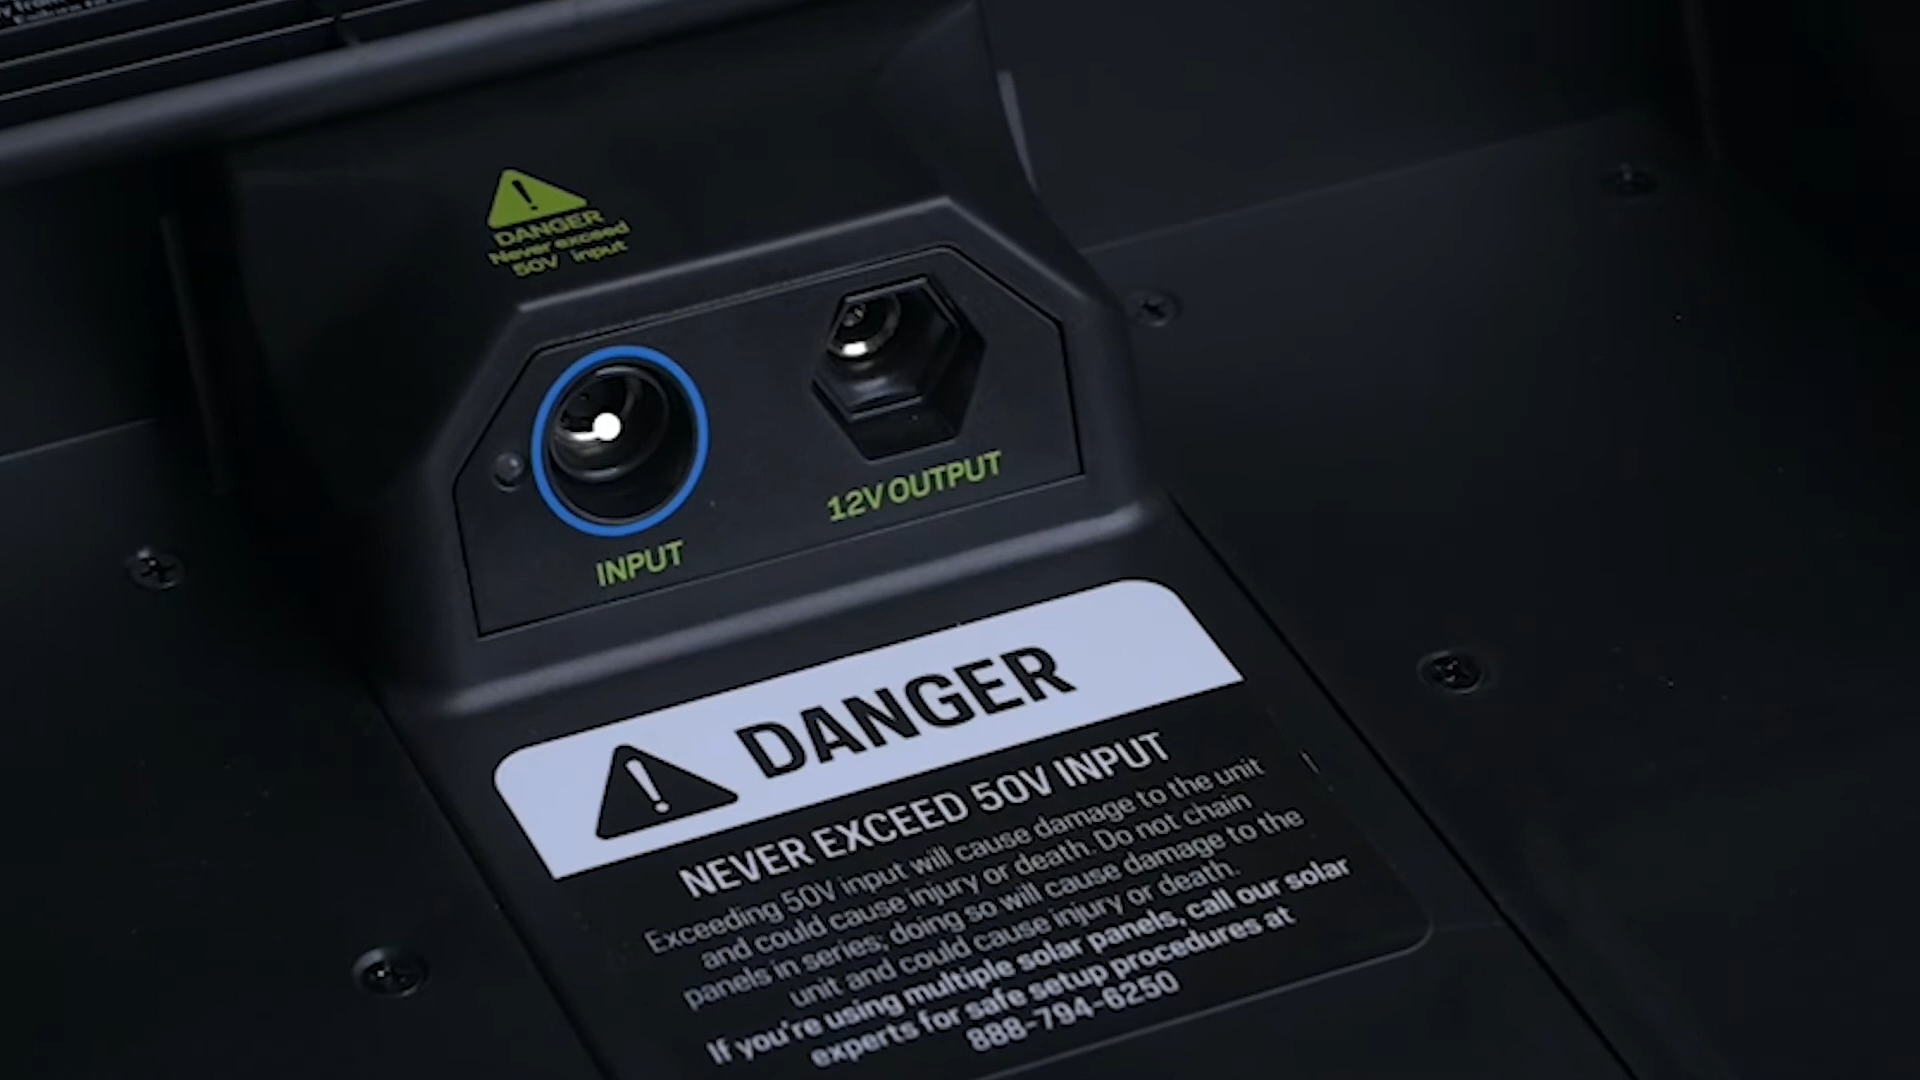 DANGER
Never exceed
50V input
INPUT
12V OUTPUT
DANGER
NEVER EXCEED 50V INPUT
Exceeding 50V input will cause damage to the unit
and could cause injury or death. Do not chain
panels in series; doing so will cause damage to the
unit and could cause injury or death.
If you're using multiple solar panels, call our solar
experts for safe setup procedures at
888-794-6250